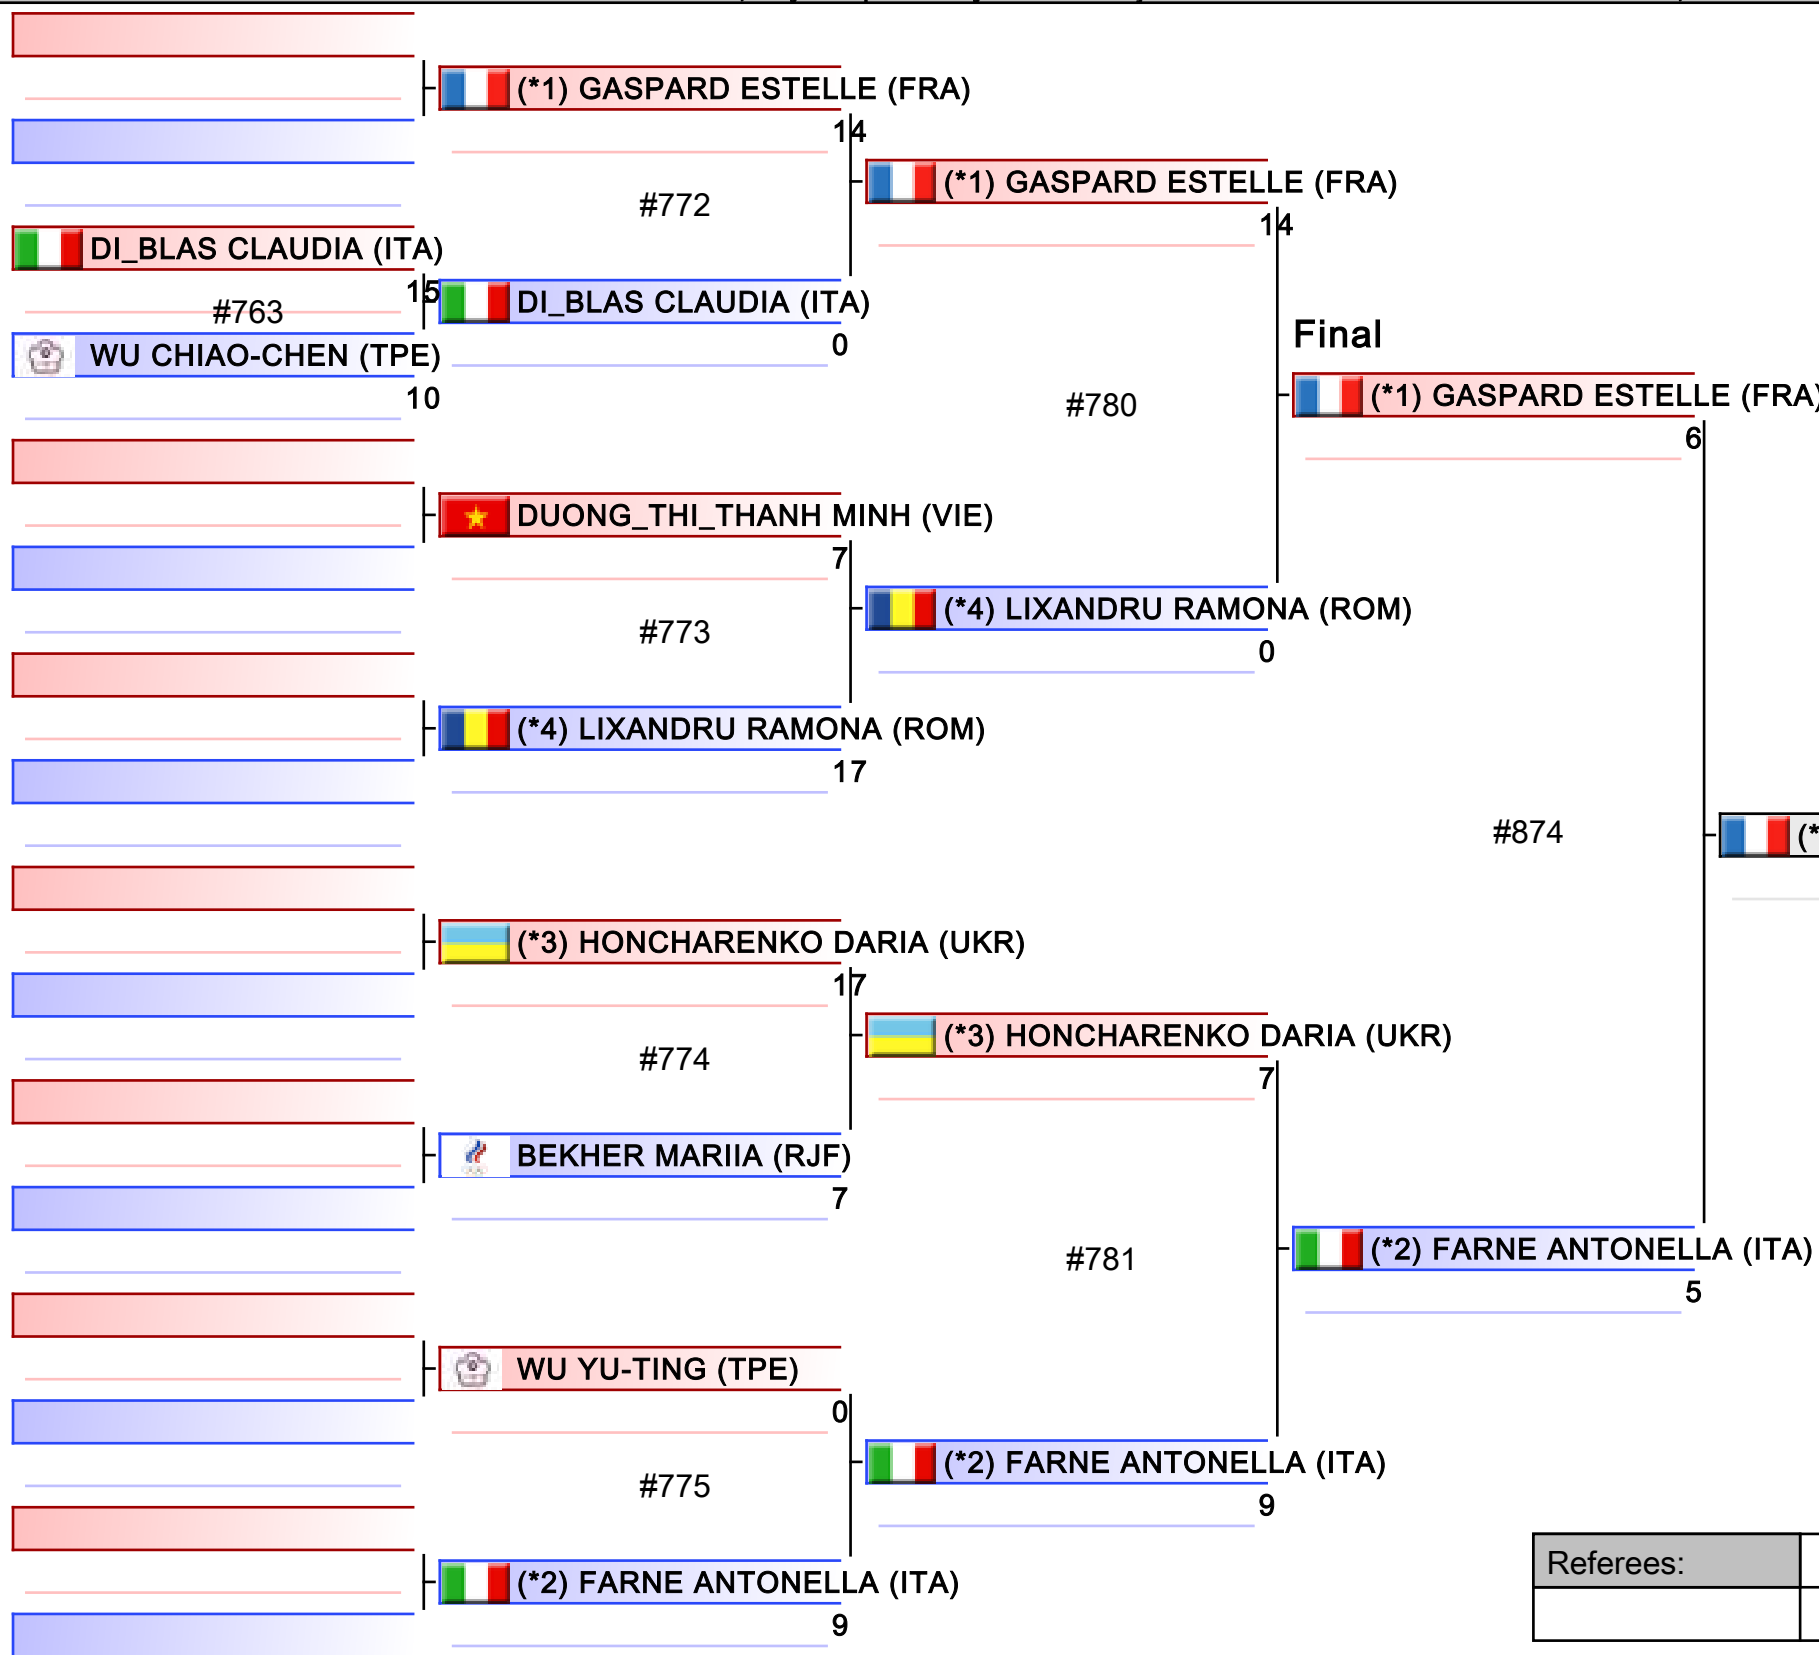 (*1) GASPARD ESTELLE (FRA)
14
#772
(*1) GASPARD ESTELLE (FRA)
14
DI_BLAS CLAUDIA (ITA)
15
#763
DI_BLAS CLAUDIA (ITA)
0
WU CHIAO-CHEN (TPE)
10
Final
#780
(*1) GASPARD ESTELLE (FRA)
6
DUONG_THI_THANH MINH (VIE)
7
#773
(*4) LIXANDRU RAMONA (ROM)
0
(*4) LIXANDRU RAMONA (ROM)
17
#874
(*
(*3) HONCHARENKO DARIA (UKR)
17
#774
(*3) HONCHARENKO DARIA (UKR)
7
BEKHER MARIIA (RJF)
7
#781
(*2) FARNE ANTONELLA (ITA)
5
WU YU-TING (TPE)
0
#775
(*2) FARNE ANTONELLA (ITA)
9
(*2) FARNE ANTONELLA (ITA)
9
Referees: